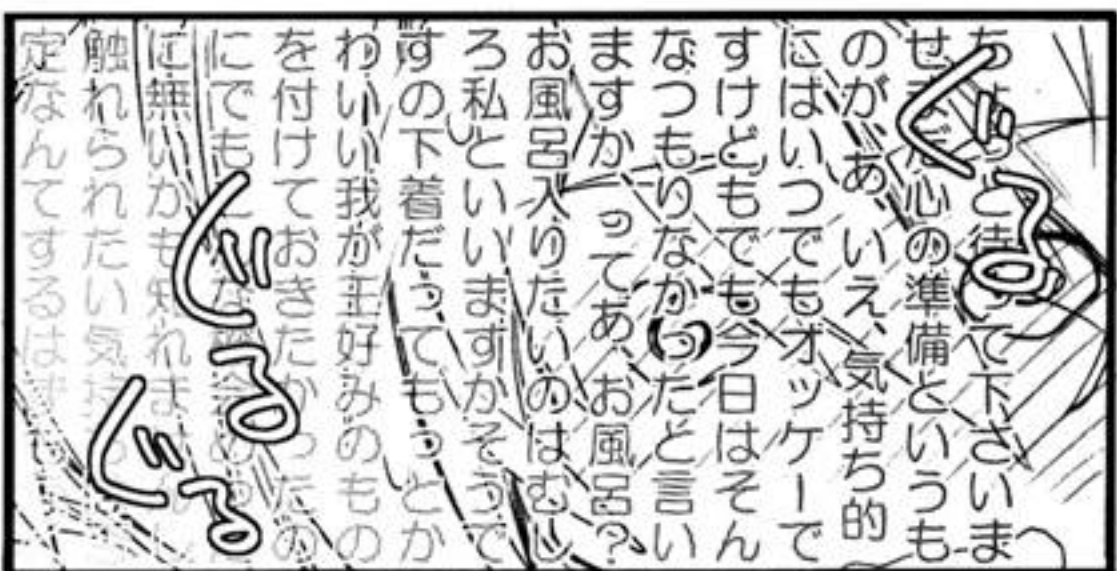 ちょっと待って下さいま
せまだ心の準備というも
のが、あ、いえ、気持ち的
にはいつでもオッケーで
すけどもでも今日はそん
なつもりなかったと言い
ますか ってあ、お風呂?
お風呂入りたいのはむし
ろ私といいますかそうで
すの下着だってもっとか
わいい我が王好みのもの
を付けておきたかったの
にでも
に無いかも知れま
触れられたい気持
定なんてするはず
ぐる
ぐる
ぐる